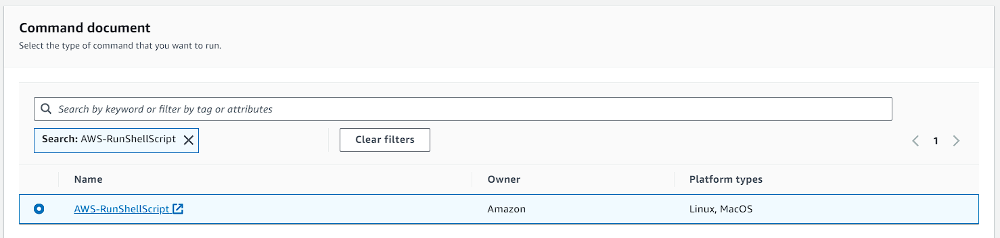 Command document
Select the type of command that you want to run.
Search by keyword or filter by tag or attributes
Search: AWS-RunShellScript
Clear filters
1
Name Owner Platform types
AWS-RunShellScript Amazon Linux, MacOS